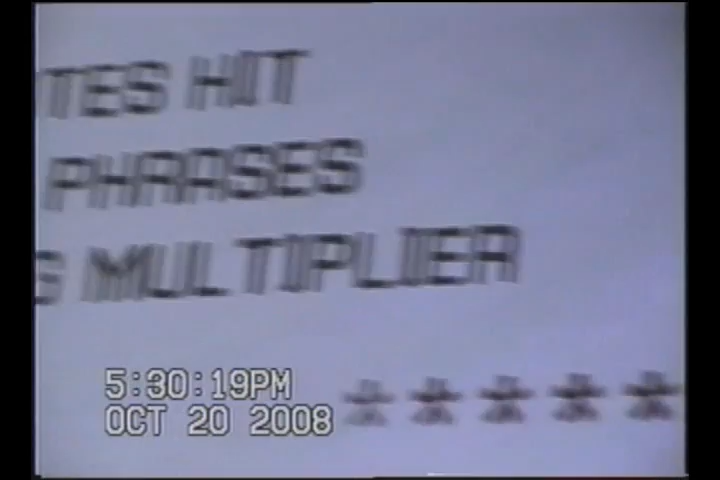 TES HIT
PHRASES
G MULTIPLIER
*****
5:30:19PM
OCT 20 2008